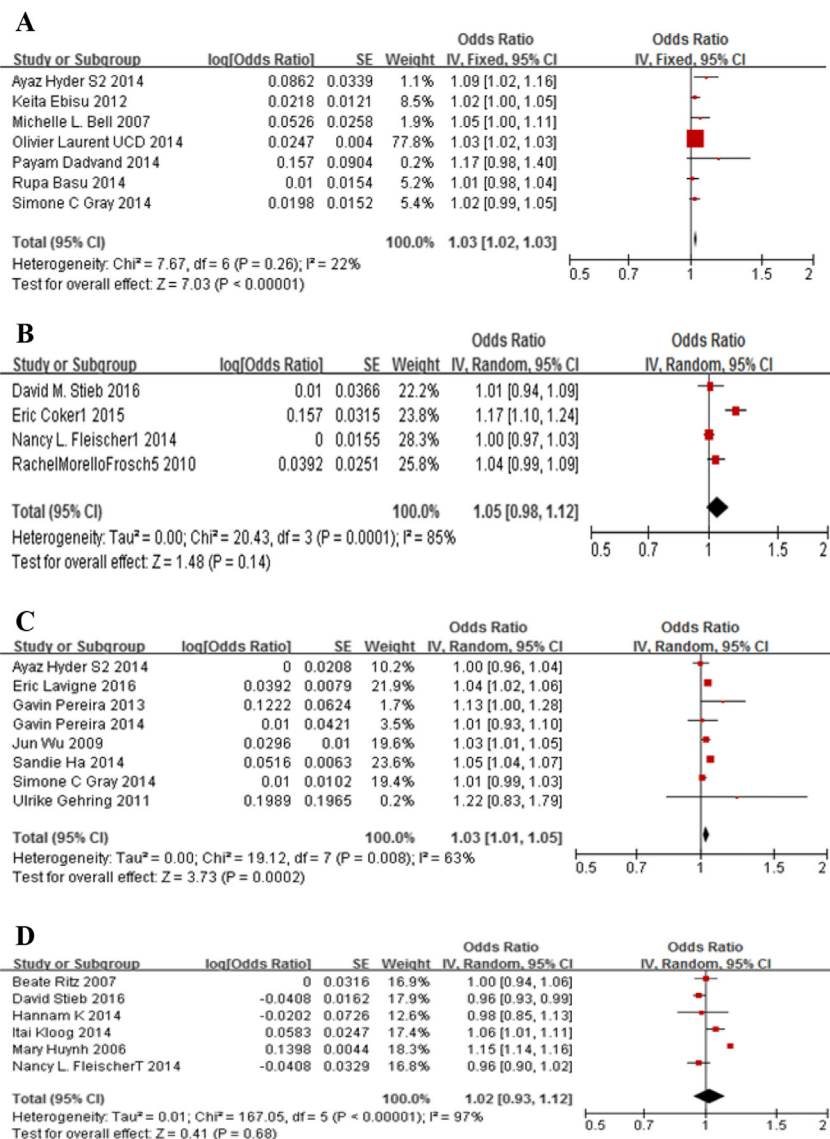 A
Odds Ratio Odds Ratio
Study or Subgroup log[Odds Ratio] SE Weight IV, Fixed, 95% CI IV, Fixed, 95% CI
Ayaz Hyder S2 2014 0.0862 0.0339 1.1% 1.09 [1.02, 1.16]
Keita Ebisu 2012 0.0218 0.0121 8.5% 1.02 [1.00, 1.05]
Michelle L. Bell 2007 0.0526 0.0258 1.9% 1.05 [1.00, 1.11]
Olivier Laurent UCD 2014 0.0247 0.004 77.8% 1.03 [1.02, 1.03]
Payam Dadvand 2014 0.157 0.0904 0.2% 1.17 [0.98, 1.40]
Rupa Basu 2014 0.01 0.0154 5.2% 1.01 [0.98, 1.04]
Simone C Gray 2014 0.0198 0.0152 5.4% 1.02 [0.99, 1.05]
Total (95% CI) 100.0% 1.03 [1.02, 1.03]
Heterogeneity: Chi² = 7.67, df = 6 (P = 0.26); I² = 22%
Test for overall effect: Z = 7.03 (P < 0.00001)
0.5 0.7 1 1.5 2
B
Odds Ratio Odds Ratio
Study or Subgroup log[Odds Ratio] SE Weight IV, Random, 95% CI IV, Random, 95% CI
David M. Stieb 2016 0.01 0.0366 22.2% 1.01 [0.94, 1.09]
Eric Coker1 2015 0.157 0.0315 23.8% 1.17 [1.10, 1.24]
Nancy L. Fleischer1 2014 0 0.0155 28.3% 1.00 [0.97, 1.03]
RachelMorelloFrosch5 2010 0.0392 0.0251 25.8% 1.04 [0.99, 1.09]
Total (95% CI) 100.0% 1.05 [0.98, 1.12]
Heterogeneity: Tau² = 0.00; Chi² = 20.43, df = 3 (P = 0.0001); I² = 85%
Test for overall effect: Z = 1.48 (P = 0.14)
0.5 0.7 1 1.5 2
C
Odds Ratio Odds Ratio
Study or Subgroup log[Odds Ratio] SE Weight IV, Random, 95% CI IV, Random, 95% CI
Ayaz Hyder S2 2014 0 0.0208 10.2% 1.00 [0.96, 1.04]
Eric Lavigne 2016 0.0392 0.0079 21.9% 1.04 [1.02, 1.06]
Gavin Pereira 2013 0.1222 0.0624 1.7% 1.13 [1.00, 1.28]
Gavin Pereira 2014 0.01 0.0421 3.5% 1.01 [0.93, 1.10]
Jun Wu 2009 0.0296 0.01 19.6% 1.03 [1.01, 1.05]
Sandie Ha 2014 0.0516 0.0063 23.6% 1.05 [1.04, 1.07]
Simone C Gray 2014 0.01 0.0102 19.4% 1.01 [0.99, 1.03]
Ulrike Gehring 2011 0.1989 0.1965 0.2% 1.22 [0.83, 1.79]
Total (95% CI) 100.0% 1.03 [1.01, 1.05]
Heterogeneity: Tau² = 0.00; Chi² = 19.12, df = 7 (P = 0.008); I² = 63%
Test for overall effect: Z = 3.73 (P = 0.0002)
0.5 0.7 1 1.5 2
D
Odds Ratio Odds Ratio
Study or Subgroup log[Odds Ratio] SE Weight IV, Random, 95% CI IV, Random, 95% CI
Beate Ritz 2007 0 0.0316 16.9% 1.00 [0.94, 1.06]
David Stieb 2016 -0.0408 0.0162 17.9% 0.96 [0.93, 0.99]
Hannam K 2014 -0.0202 0.0726 12.6% 0.98 [0.85, 1.13]
Itai Kloog 2014 0.0583 0.0247 17.4% 1.06 [1.01, 1.11]
Mary Huynh 2006 0.1398 0.0044 18.3% 1.15 [1.14, 1.16]
Nancy L. FleischerT 2014 -0.0408 0.0329 16.8% 0.96 [0.90, 1.02]
Total (95% CI) 100.0% 1.02 [0.93, 1.12]
Heterogeneity: Tau² = 0.01; Chi² = 167.05, df = 5 (P < 0.00001); I² = 97%
Test for overall effect: Z = 0.41 (P = 0.68)
0.5 0.7 1 1.5 2